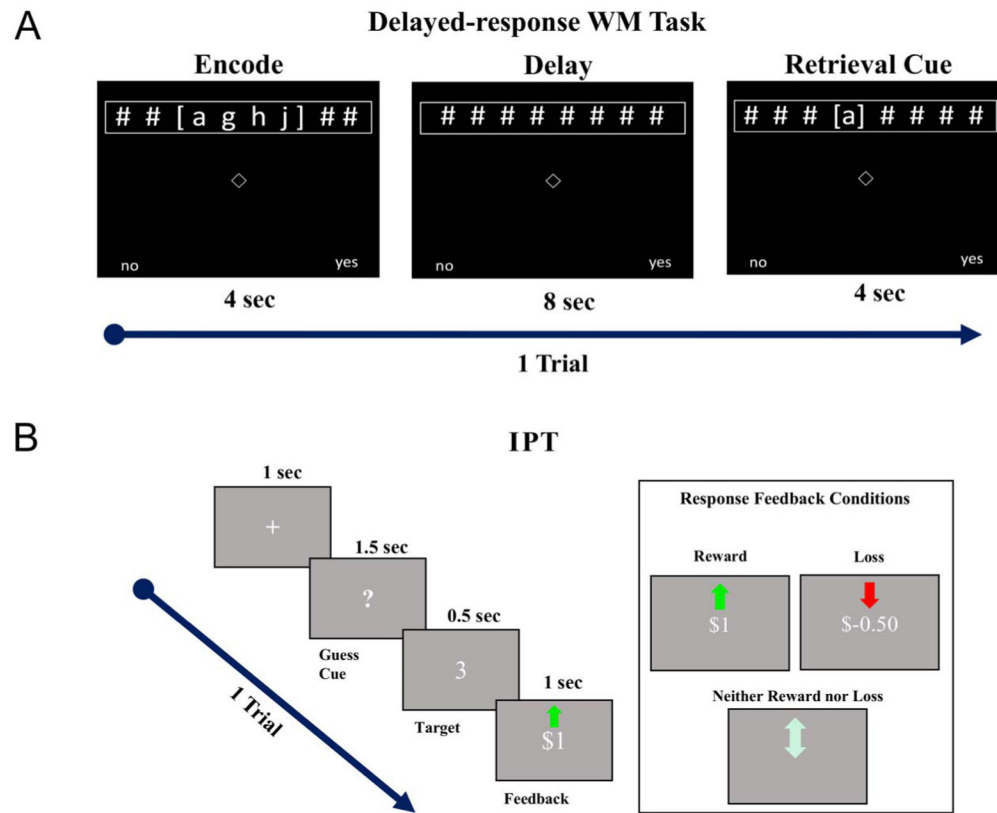 A
Delayed-response WM Task
Encode
Delay
Retrieval Cue
# # [ a g h j ] # #
# # # # # # # #
# # # [a] # # # #
no
yes
no
yes
no
yes
4 sec
8 sec
4 sec
1 Trial
B
IPT
1 sec
+
1.5 sec
?
Guess
Cue
0.5 sec
3
Target
1 sec
$1
Feedback
1 Trial
Response Feedback Conditions
Reward
Loss
$1
$-0.50
Neither Reward nor Loss